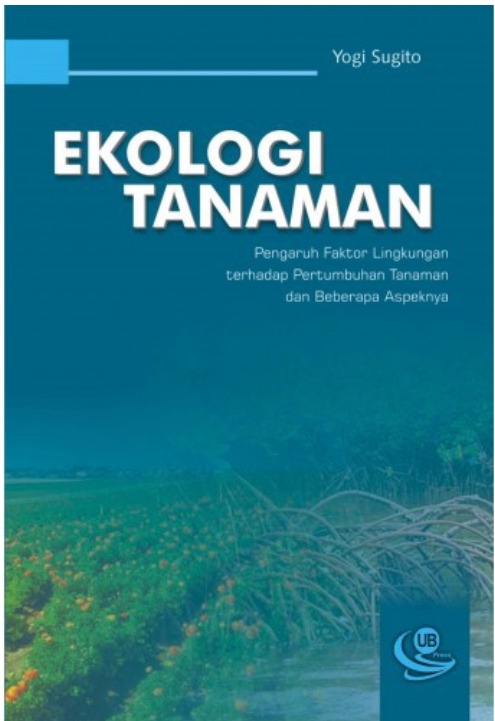 Yogi Sugito
EKOLOGI
TANAMAN
Pengaruh Faktor Lingkungan
terhadap Pertumbuhan Tanaman
dan Beberapa Aspeknya
UB
Press